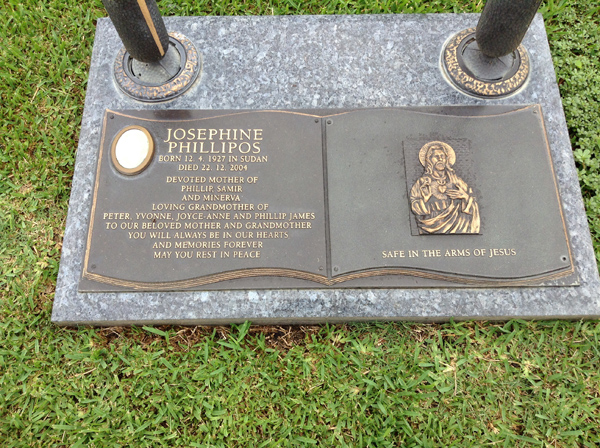 JOSEPHINE
PHILLIPOS
BORN 12. 4. 1927 IN SUDAN
DIED 22. 12. 2004
DEVOTED MOTHER OF
PHILLIP, SAMIR
AND MINERVA
LOVING GRANDMOTHER OF
PETER, YVONNE, JOYCE-ANNE AND PHILLIP JAMES
TO OUR BELOVED MOTHER AND GRANDMOTHER
YOU WILL ALWAYS BE IN OUR HEARTS
AND MEMORIES FOREVER
MAY YOU REST IN PEACE
SAFE IN THE ARMS OF JESUS